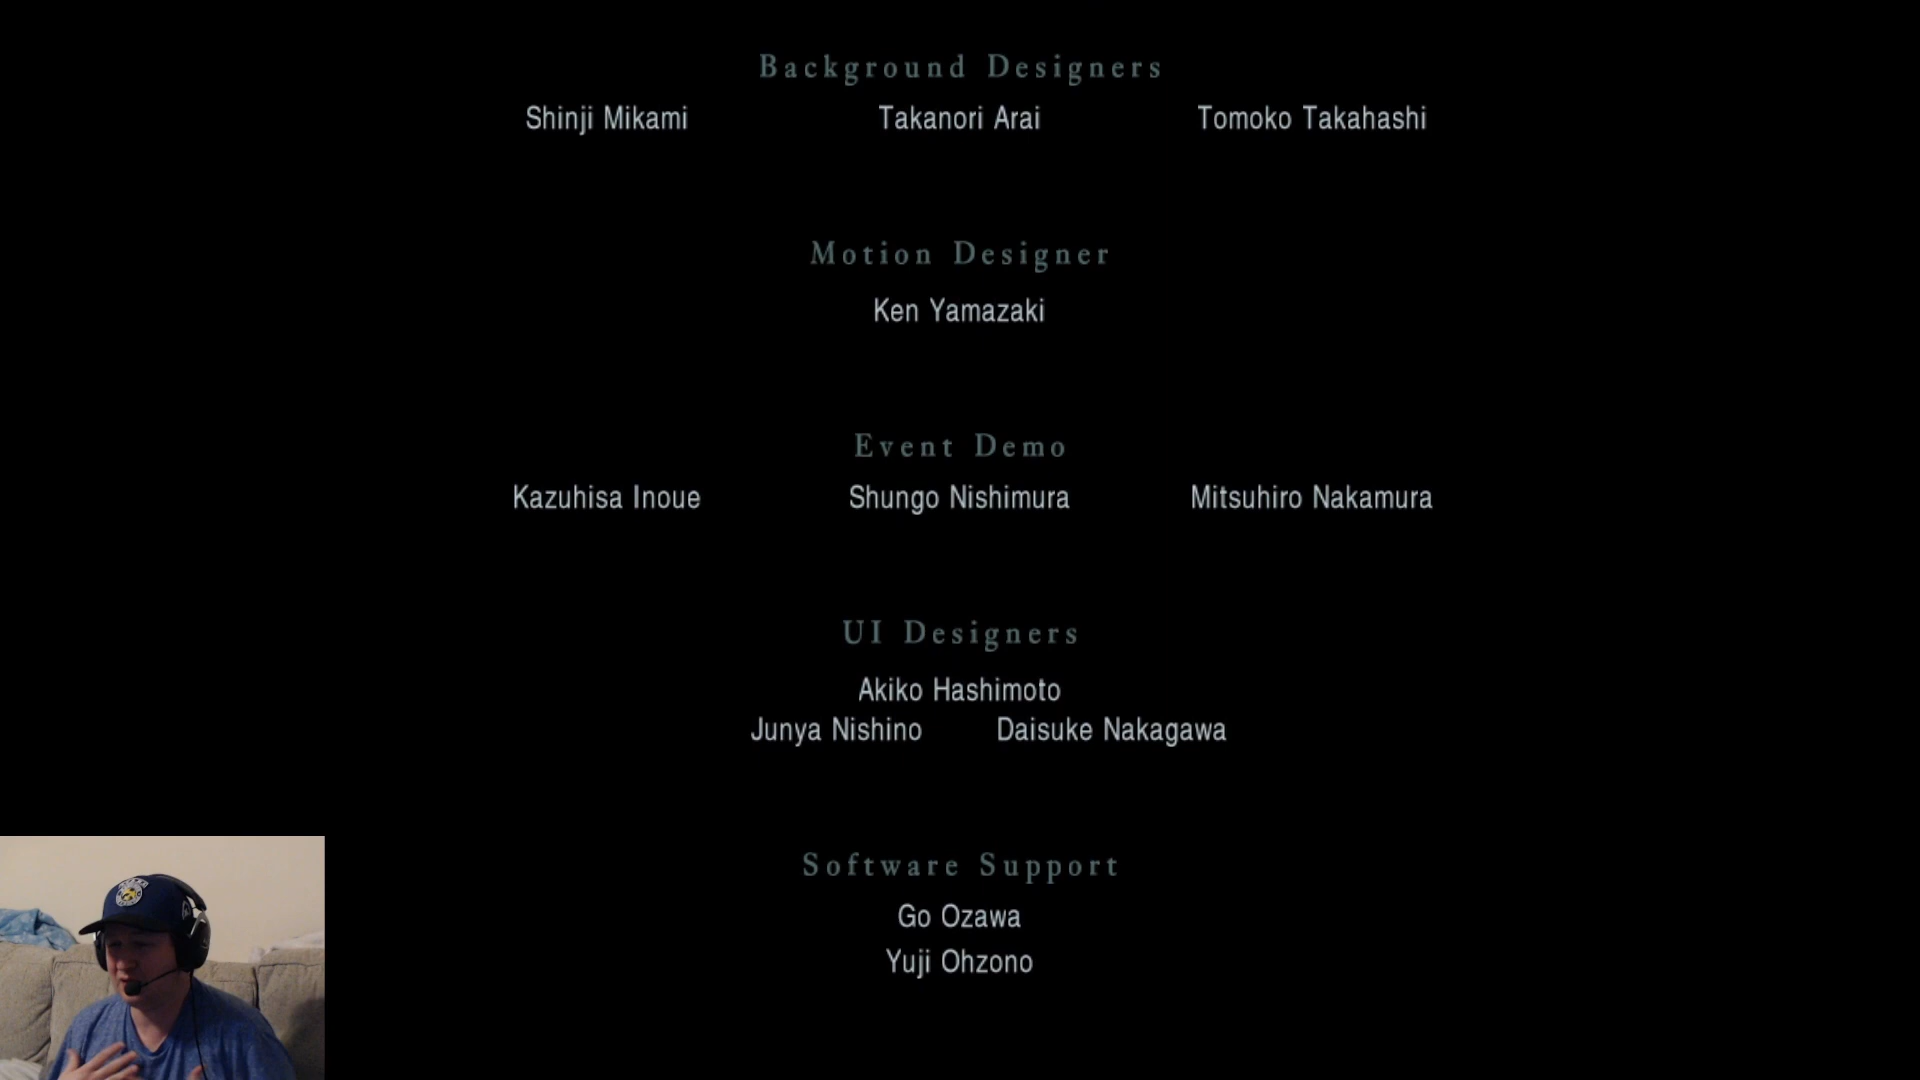 Background Designers
Shinji Mikami Takanori Arai Tomoko Takahashi
Motion Designer
Ken Yamazaki
Event Demo
Kazuhisa Inoue Shungo Nishimura Mitsuhiro Nakamura
UI Designers
Akiko Hashimoto
Junya Nishino Daisuke Nakagawa
Software Support
Go Ozawa
Yuji Ohzono